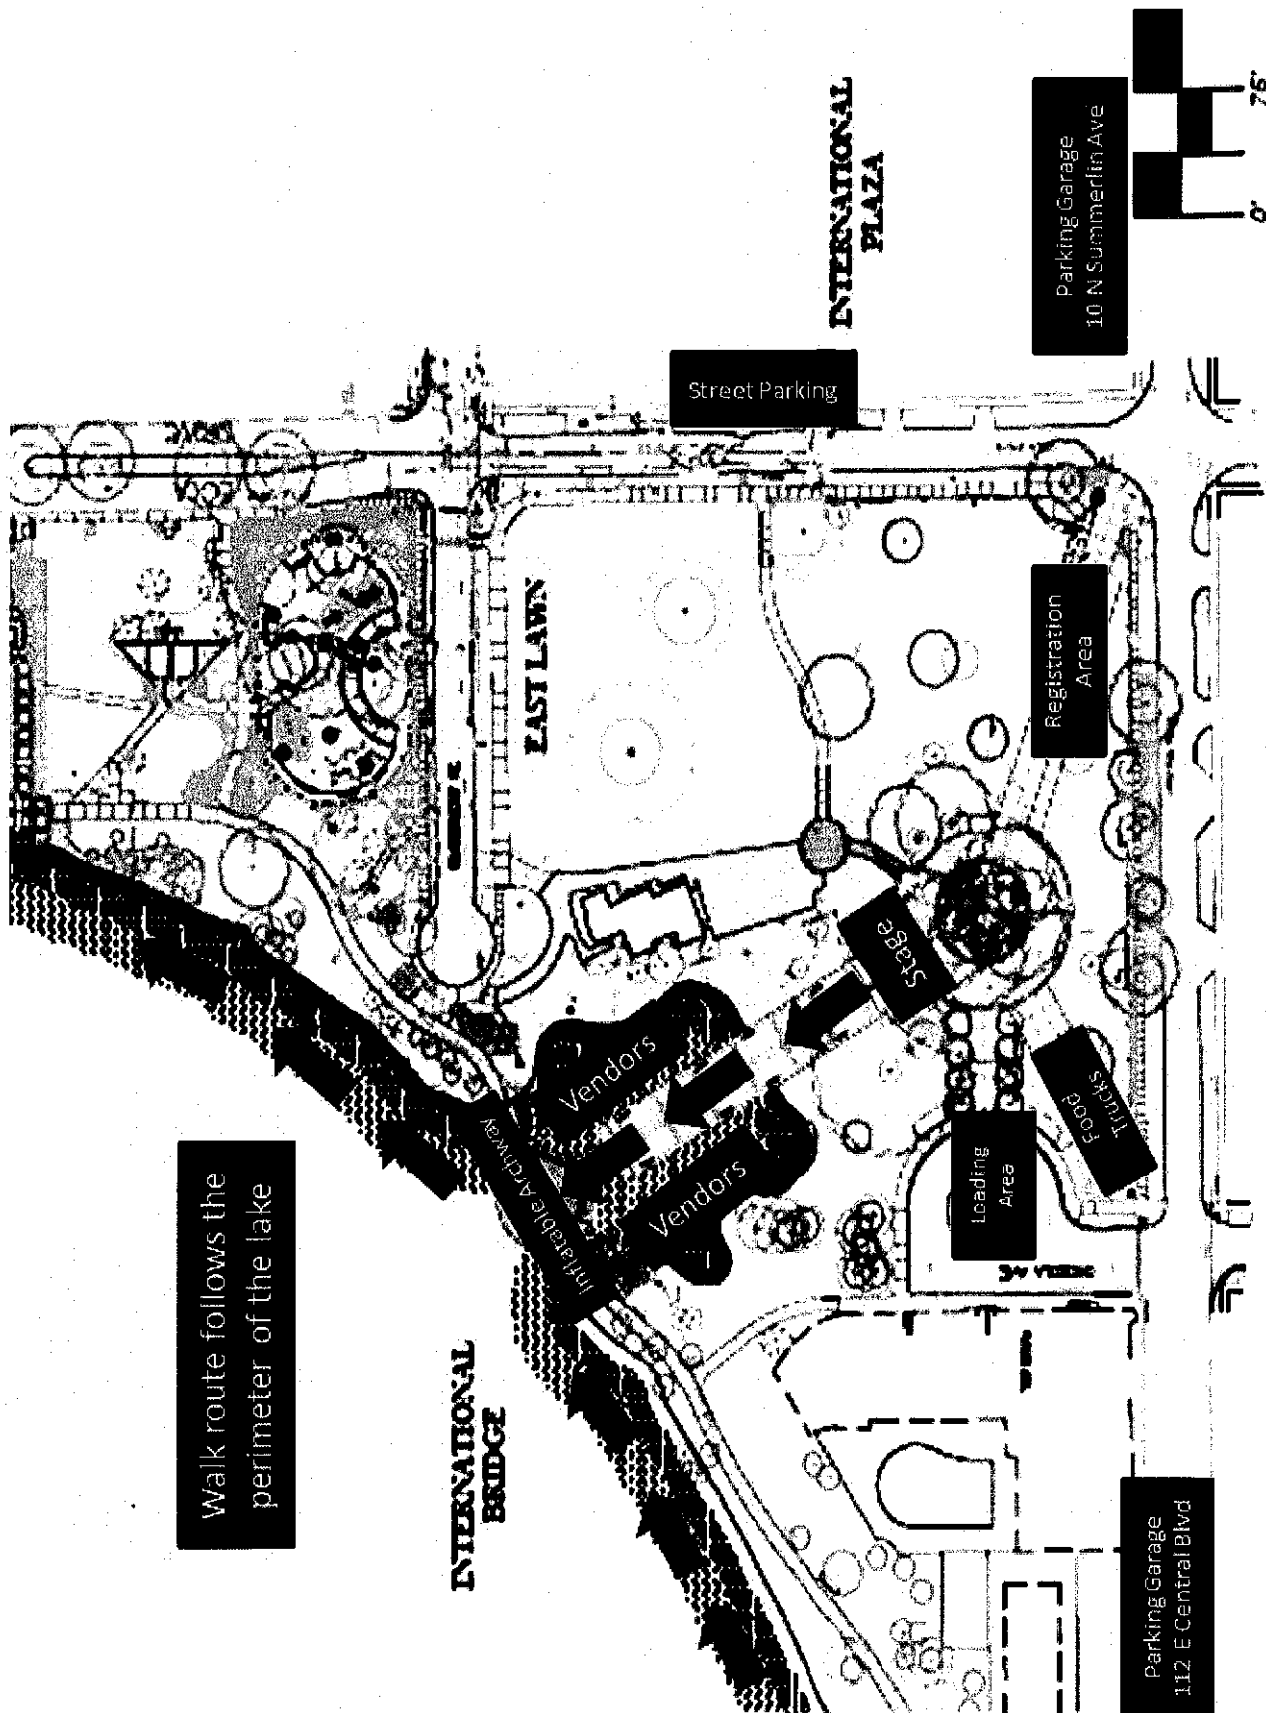 Walk route follows the
perimeter of the lake
INTERNATIONAL
BRIDGE
Inflatable Archway
Vendors
Vendors
EAST LAWN
Stage
Street Parking
INTERNATIONAL
PLAZA
Loading
Area
Food
Trucks
Registration
Area
Parking Garage
112 E Central Blvd
Parking Garage
10 N Summerlin Ave
0'
75'